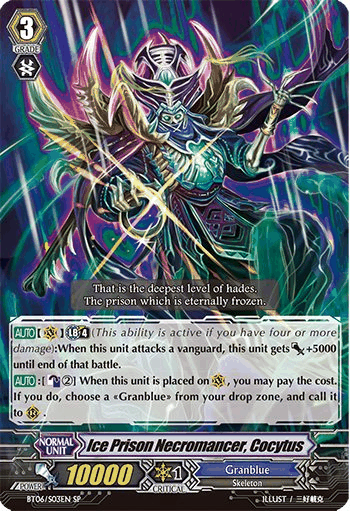 3
GRADE
That is the deepest level of hades.
The prison which is eternally frozen.
AUTO [ ] LB 4 (This ability is active if you have four or more
damage):When this unit attacks a vanguard, this unit gets +5000
until end of that battle.
AUTO :[ ②] When this unit is placed on , you may pay the cost.
If you do, choose a «Granblue» from your drop zone, and call it
to .
NORMAL UNIT
Ice Prison Necromancer, Cocytus
POWER 10000
1
CRITICAL
Granblue
Skeleton
BT06/S03EN SP
ILLUST / 三好載克